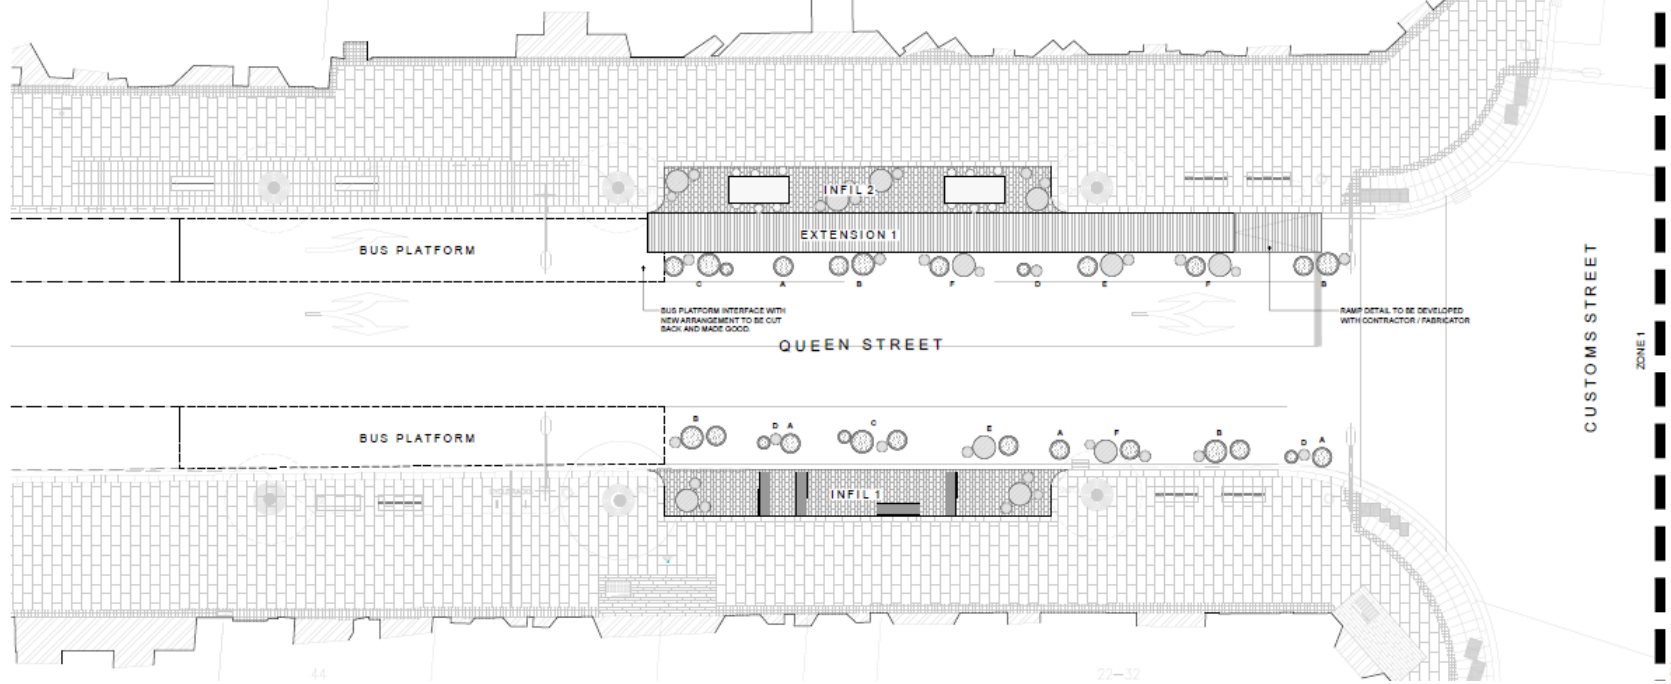 INFIL 2
EXTENSION 1
BUS PLATFORM
C
A
B
F
D
E
F
B
BUS PLATFORM INTERFACE WITH
NEW ARRANGEMENT TO BE CUT
BACK AND MADE GOOD.
RAMP DETAIL TO BE DEVELOPED
WITH CONTRACTOR / FABRICATOR
QUEEN STREET
CUSTOMS STREET
ZONE 1
BUS PLATFORM
B
D A
C
E
A
F
B
D
A
INFIL 1
44
22-32